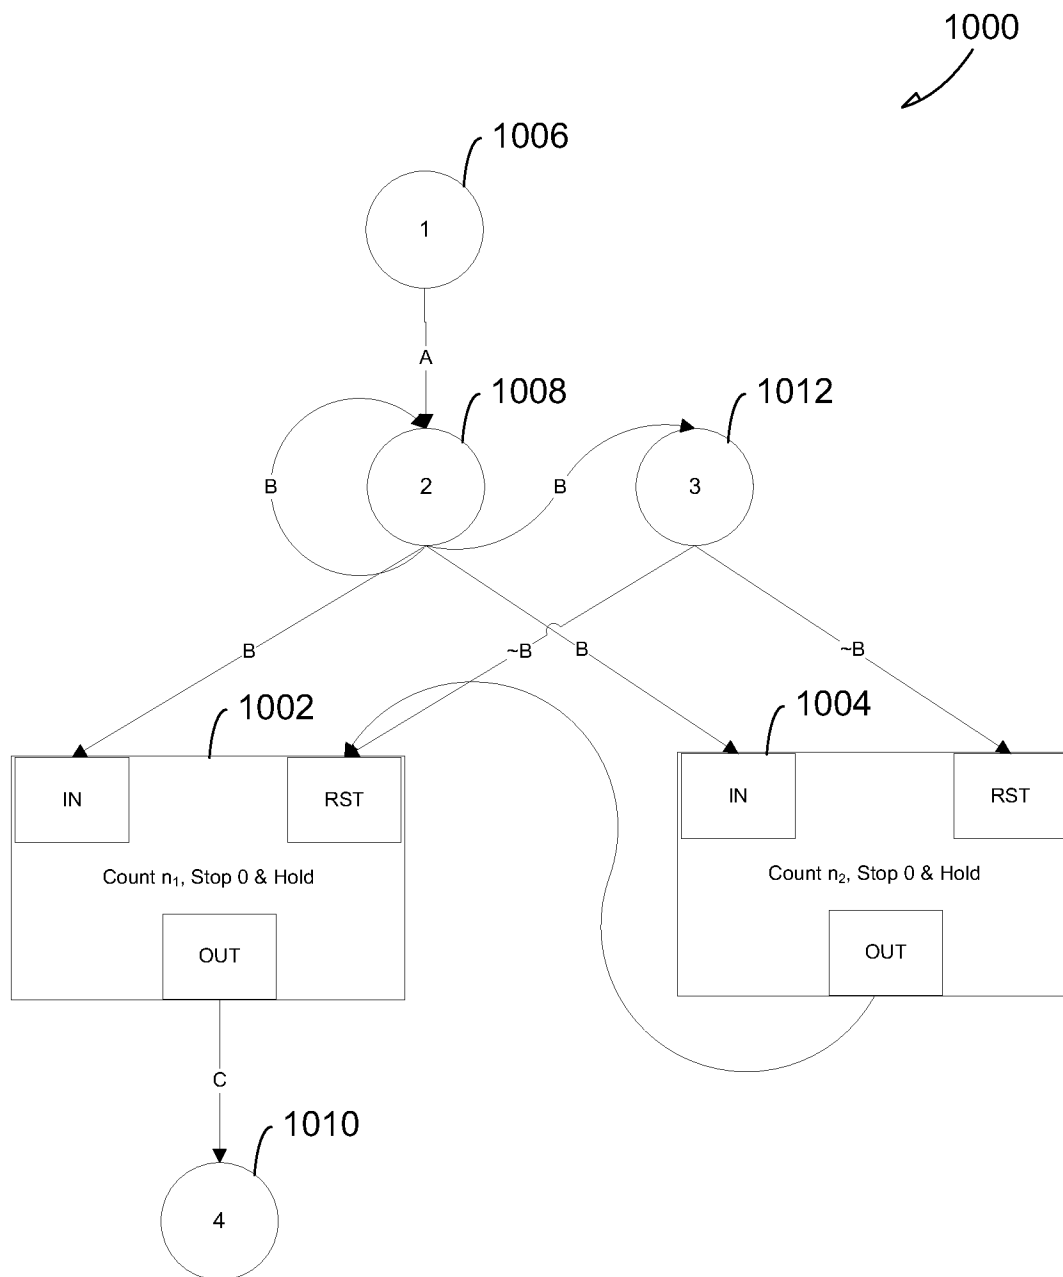 1000
1006
1
A
1008
1012
B
2
B
3
B
~B
B
~B
1002
1004
IN
RST
IN
RST
Count n₁, Stop 0 & Hold
Count n₂, Stop 0 & Hold
OUT
OUT
C
1010
4